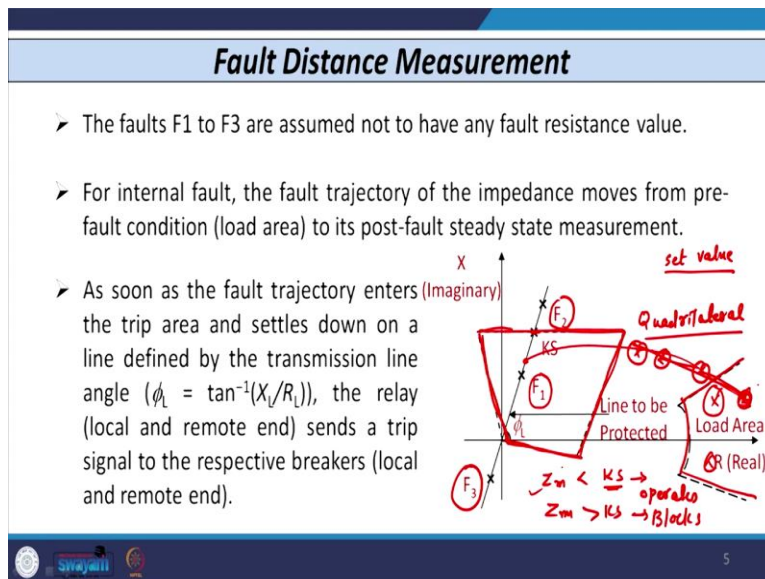 Fault Distance Measurement
➤ The faults F1 to F3 are assumed not to have any fault resistance value.
➤ For internal fault, the fault trajectory of the impedance moves from pre-
fault condition (load area) to its post-fault steady state measurement.
➤ As soon as the fault trajectory enters
the trip area and settles down on a
line defined by the transmission line
angle (ϕL = tan⁻¹(XL/RL)), the relay
(local and remote end) sends a trip
signal to the respective breakers (local
and remote end).
X
(Imaginary)
set value
Quadrilateral
F2
KS
F1
ϕL
Line to be
Protected
Load Area
R (Real)
F3
Zm < KS → operates
Zm > KS → Blocks
swayam
5